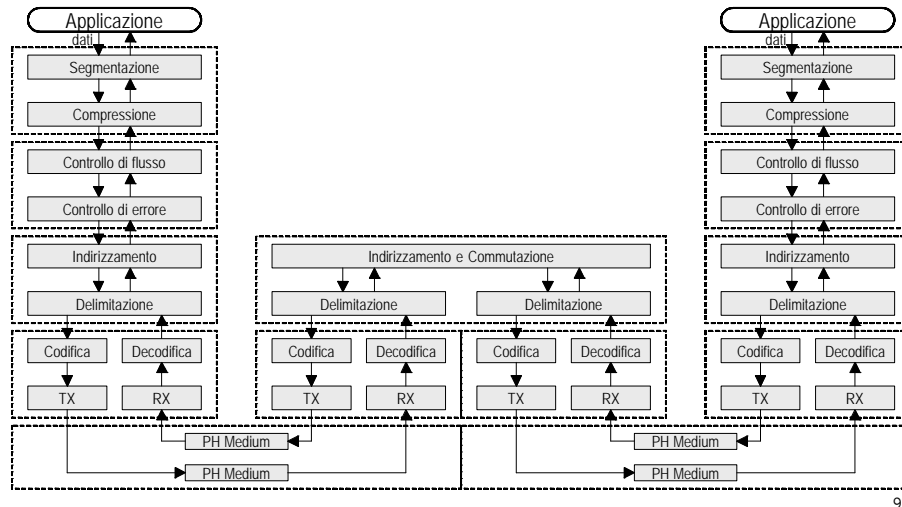 Applicazione Applicazione
dati dati
Segmentazione Segmentazione
Compressione Compressione
Controllo di flusso Controllo di flusso
Controllo di errore Controllo di errore
Indirizzamento Indirizzamento e Commutazione Indirizzamento
Delimitazione Delimitazione Delimitazione Delimitazione
Codifica Decodifica Codifica Decodifica Codifica Decodifica Codifica Decodifica
TX RX TX RX TX RX TX RX
PH Medium PH Medium
PH Medium PH Medium
9